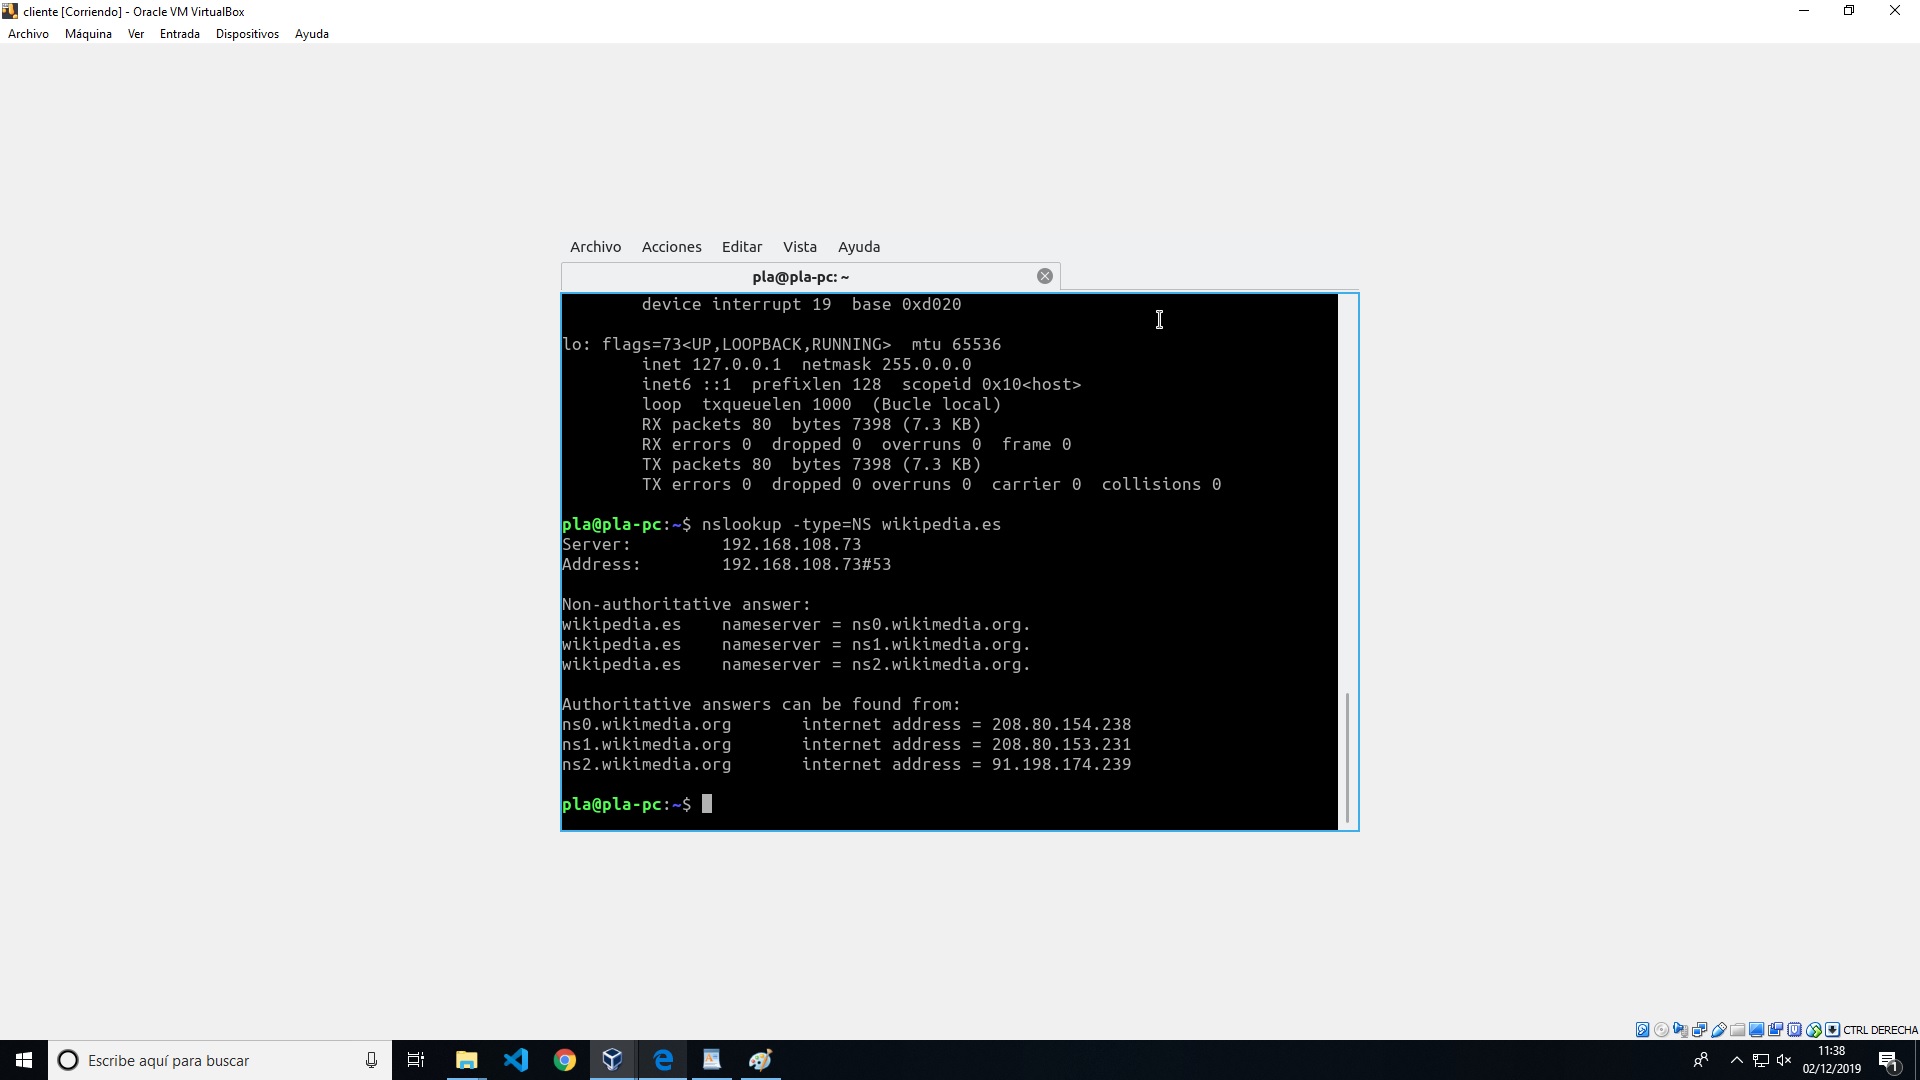 cliente [Corriendo] - Oracle VM VirtualBox
Archivo Máquina Ver Entrada Dispositivos Ayuda
Archivo Acciones Editar Vista Ayuda
pla@pla-pc: ~
device interrupt 19 base 0xd020
lo: flags=73<UP,LOOPBACK,RUNNING> mtu 65536
inet 127.0.0.1 netmask 255.0.0.0
inet6 ::1 prefixlen 128 scopeid 0x10<host>
loop txqueuelen 1000 (Bucle local)
RX packets 80 bytes 7398 (7.3 KB)
RX errors 0 dropped 0 overruns 0 frame 0
TX packets 80 bytes 7398 (7.3 KB)
TX errors 0 dropped 0 overruns 0 carrier 0 collisions 0
pla@pla-pc:~$ nslookup -type=NS wikipedia.es
Server: 192.168.108.73
Address: 192.168.108.73#53
Non-authoritative answer:
wikipedia.es nameserver = ns0.wikimedia.org.
wikipedia.es nameserver = ns1.wikimedia.org.
wikipedia.es nameserver = ns2.wikimedia.org.
Authoritative answers can be found from:
ns0.wikimedia.org internet address = 208.80.154.238
ns1.wikimedia.org internet address = 208.80.153.231
ns2.wikimedia.org internet address = 91.198.174.239
pla@pla-pc:~$
CTRL DERECHA
Escribe aquí para buscar
11:38
02/12/2019
1